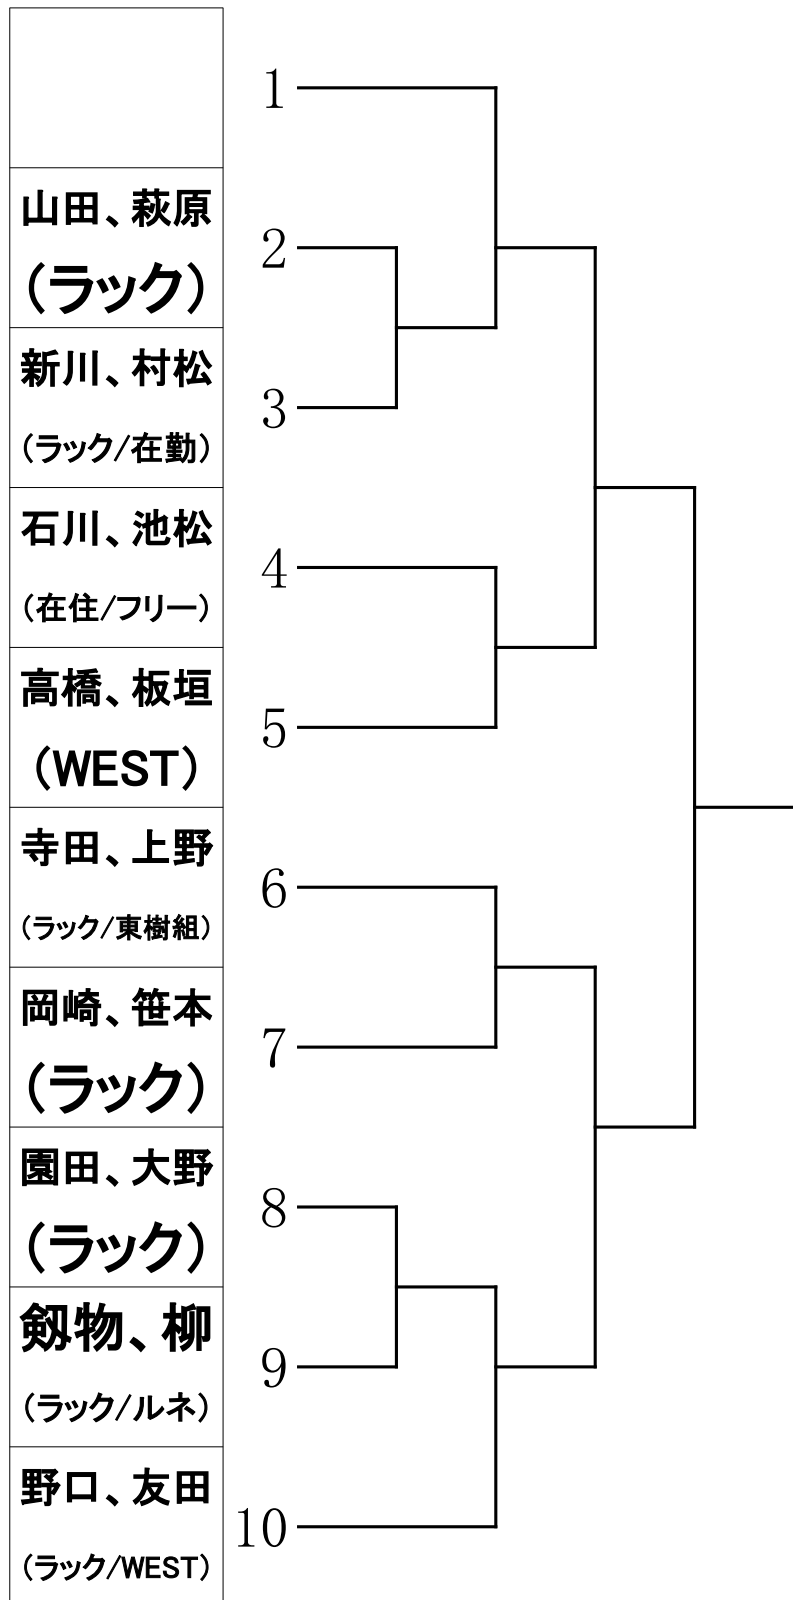 1
山田、萩原
(ラック)
2
新川、村松
(ラック/在勤)
3
石川、池松
(在住/フリー)
4
高橋、板垣
(WEST)
5
寺田、上野
(ラック/東樹組)
6
岡崎、笹本
(ラック)
7
園田、大野
(ラック)
8
剱物、柳
(ラック/ルネ)
9
野口、友田
(ラック/WEST)
10